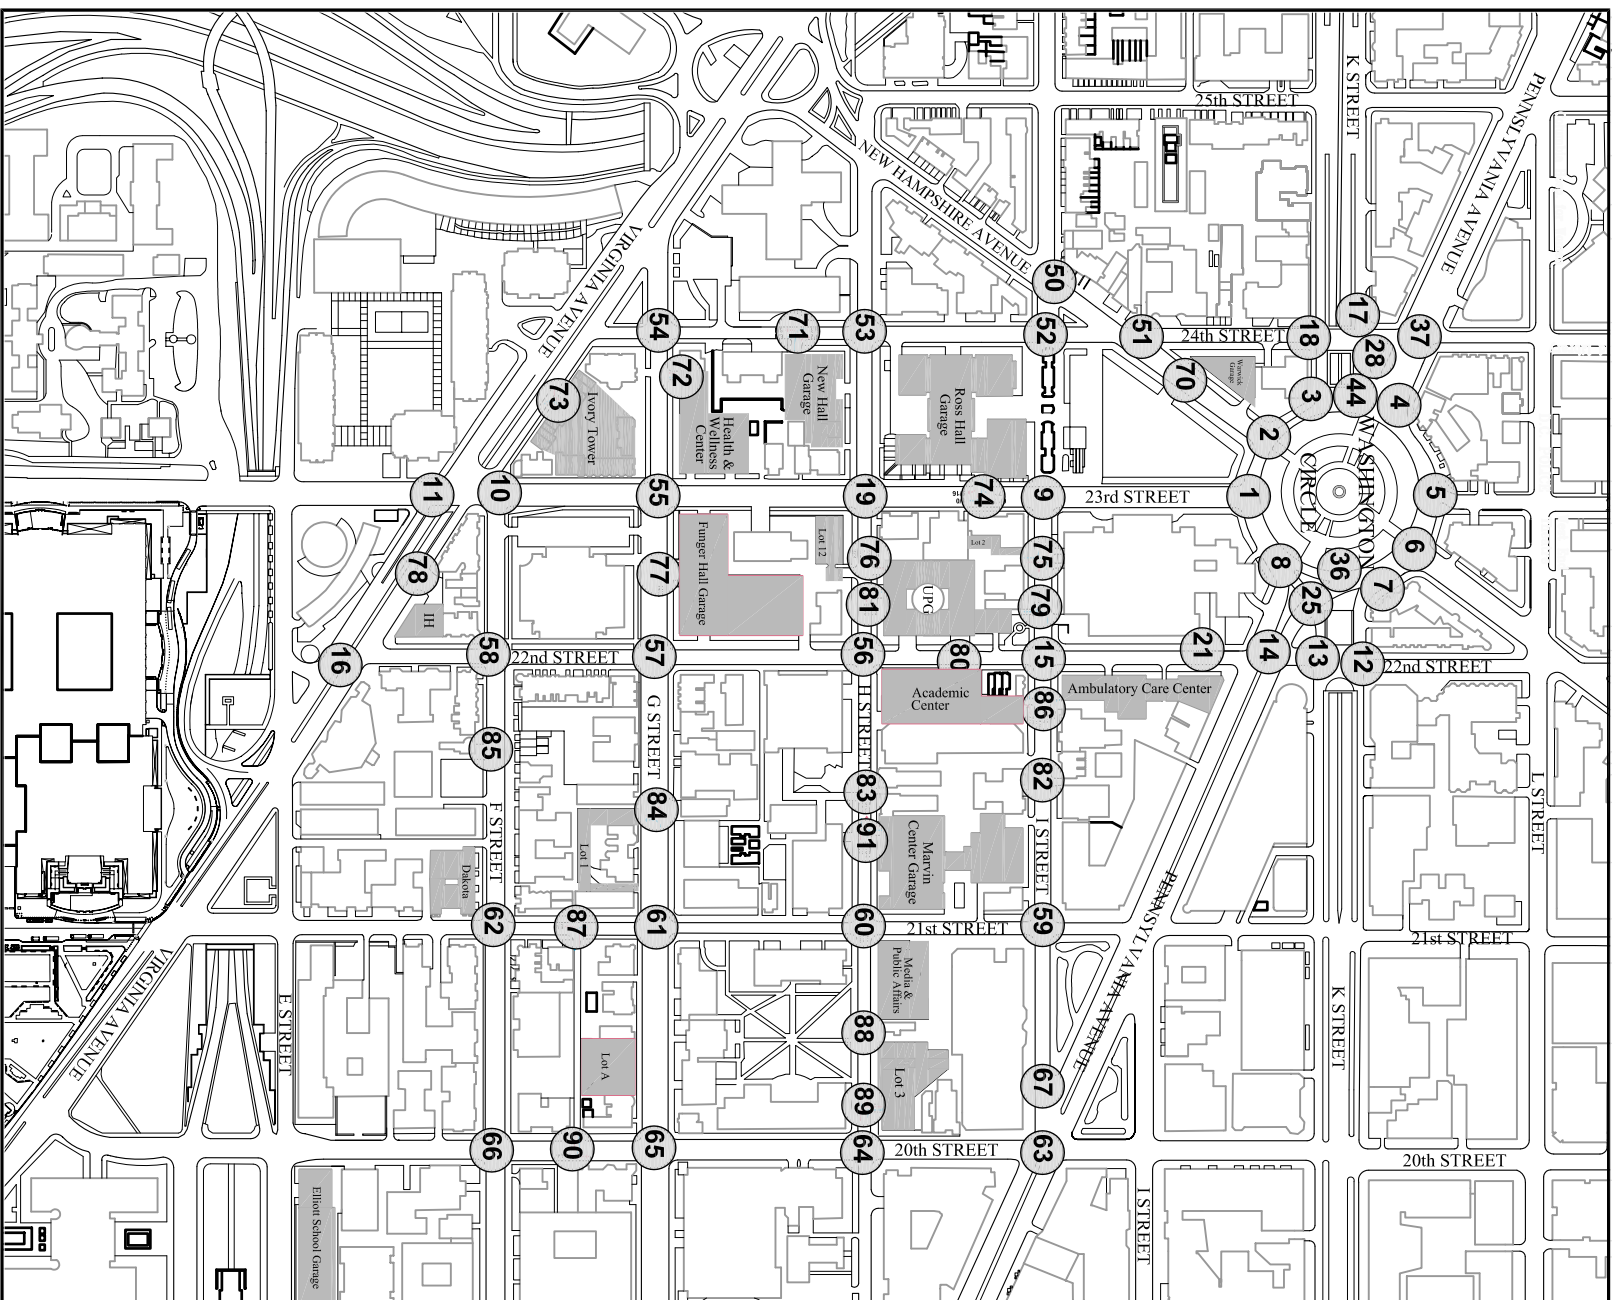 25th STREET
K STREET
PENNSLYVANIA AVENUE
NEW HAMPSHIRE AVENUE
VIRGINIA AVENUE
50
17
54
71
53
52
51
24th STREET
18
37
28
72
New Hall
Garage
70
Warwick
Garage
73
Ivory Tower
Health &
Wellness
Center
Ross Hall
Garage
3
44
4
2
WASHINGTON
CIRCLE
11
10
55
19
74
9
23rd STREET
1
5
Funger Hall Garage
Lot 12
Lot 2
6
78
77
76
75
8
36
7
IH
81
UPG
79
25
16
58
22nd STREET
57
56
80
15
21
14
13
12
22nd STREET
G STREET
H STREET
Academic
Center
86
Ambulatory Care Center
85
82
83
84
F STREET
L STREET
91
Marvin
Center Garage
I STREET
Lot 1
Dakota
PENNSYLVANIA AVENUE
62
87
61
60
21st STREET
59
21st STREET
VIRGINIA AVENUE
E STREET
Media &
Public Affairs
K STREET
88
Lot A
Lot 3
67
89
66
90
65
64
20th STREET
63
20th STREET
I STREET
Elliott School Garage